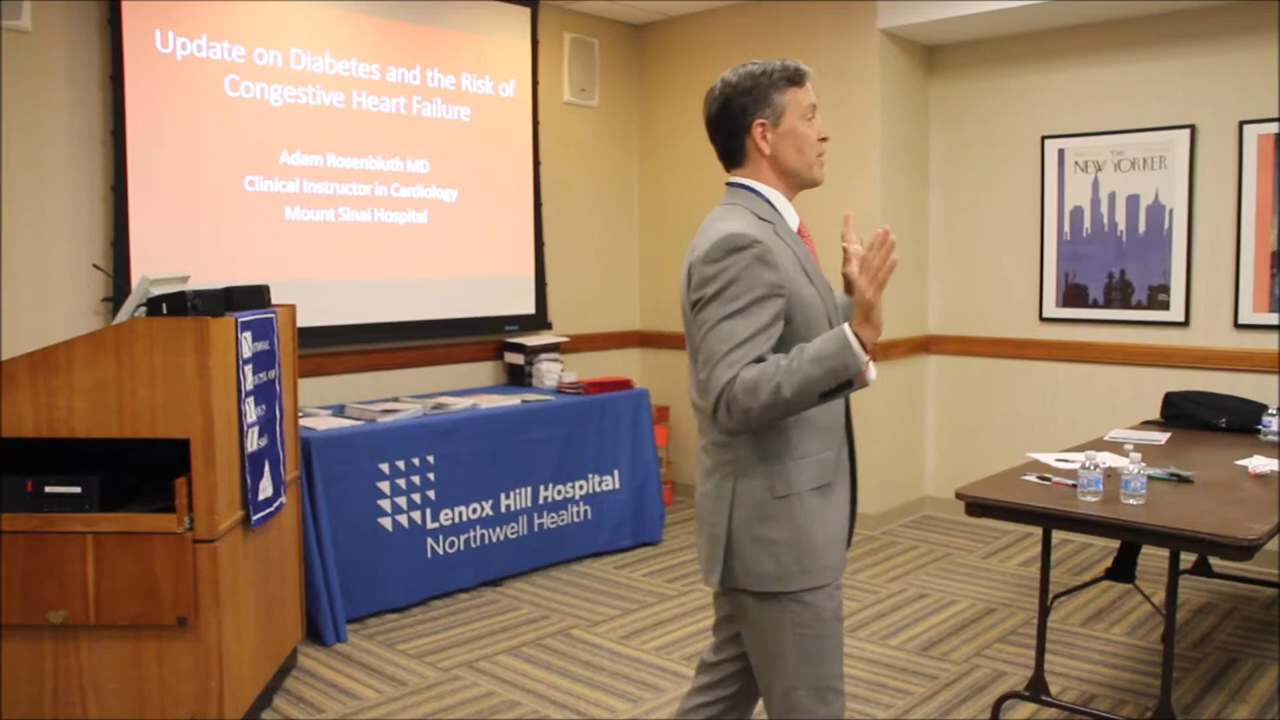 Update on Diabetes and the Risk of
Congestive Heart Failure
Adam Rosenbluth MD
Clinical Instructor in Cardiology
Mount Sinai Hospital
Lenox Hill Hospital
Northwell Health
THE
NEW YORKER